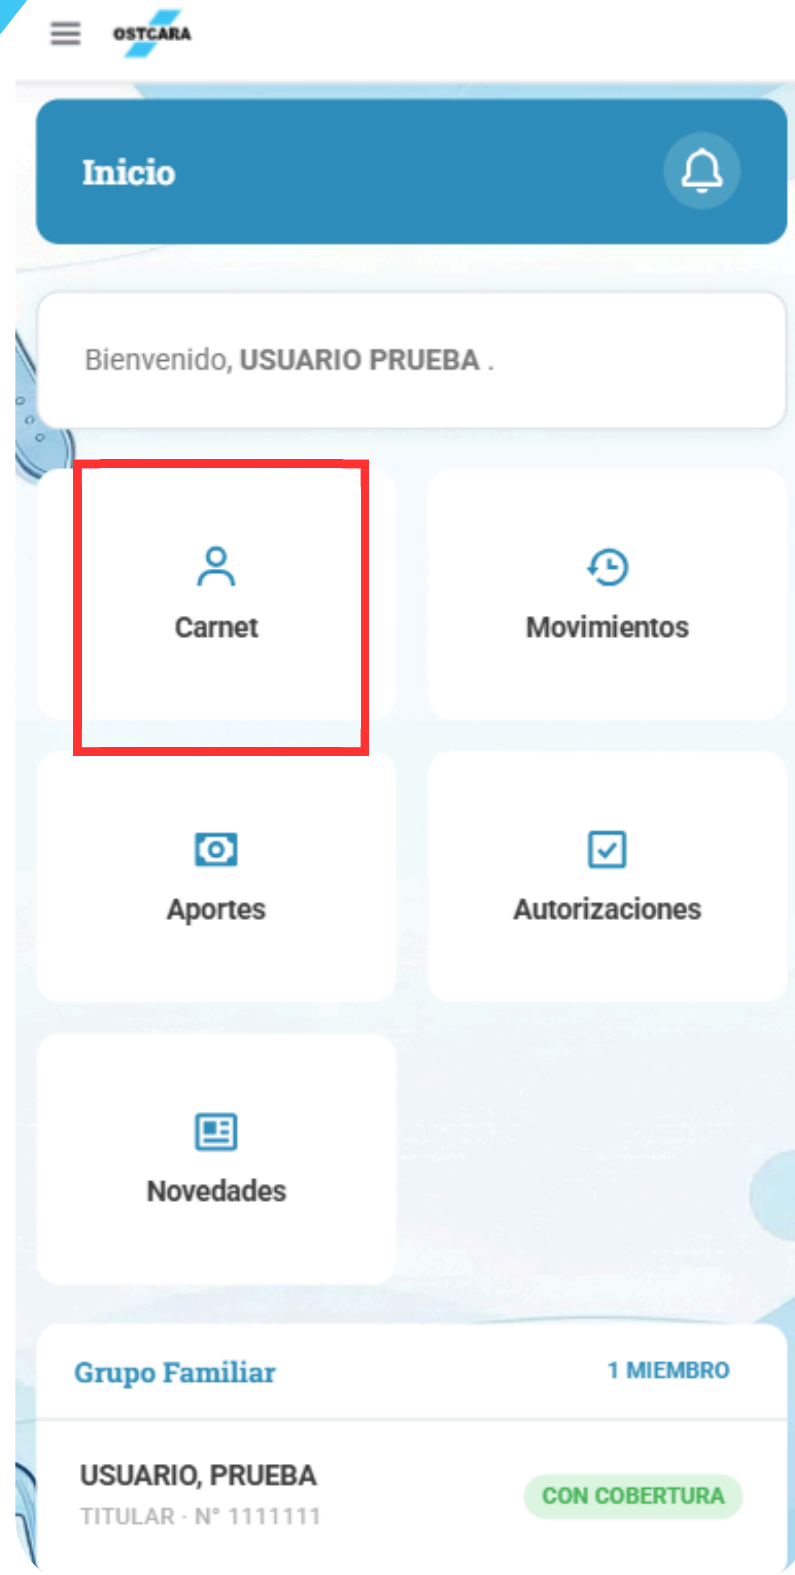 OSTCARA
Inicio
Bienvenido, USUARIO PRUEBA .
Carnet
Movimientos
Aportes
Autorizaciones
Novedades
Grupo Familiar
1 MIEMBRO
USUARIO, PRUEBA
CON COBERTURA
TITULAR · N° 1111111